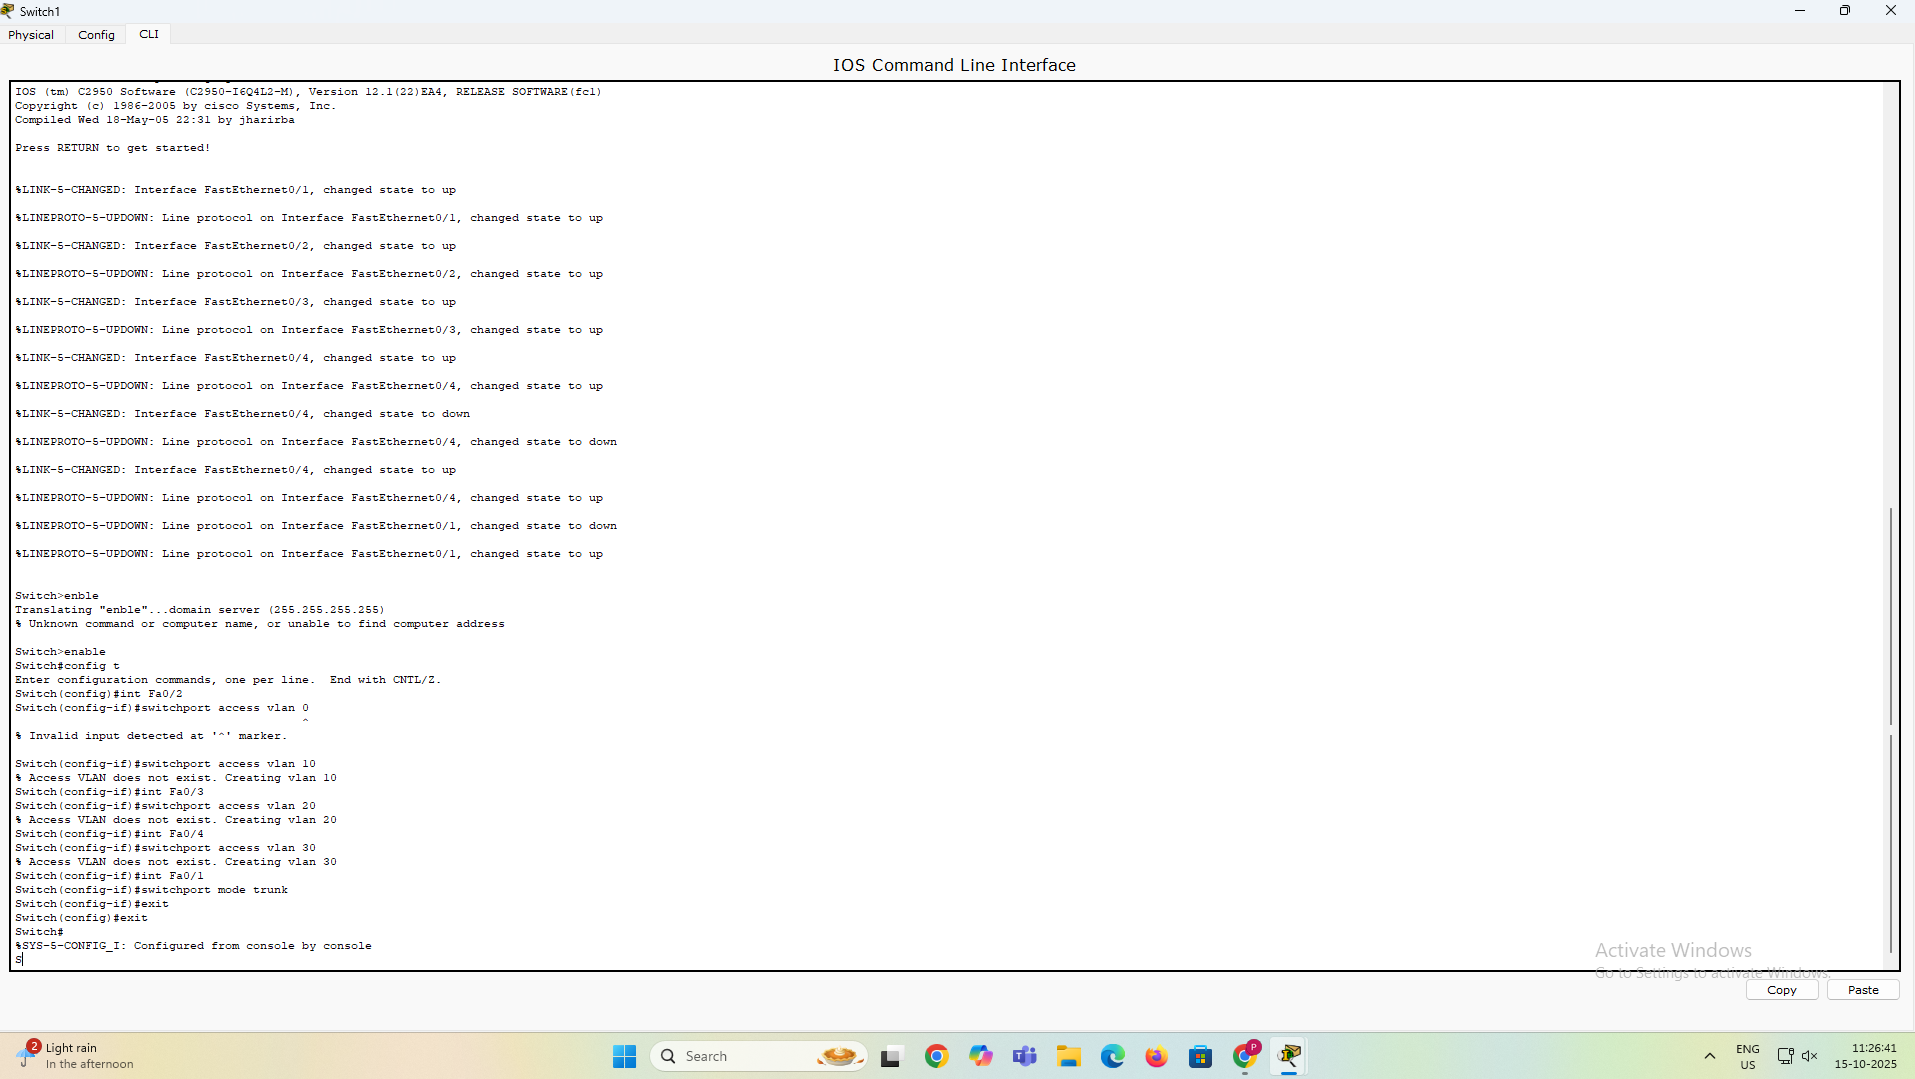 Switch1
Physical
Config
CLI
IOS Command Line Interface
IOS (tm) C2950 Software (C2950-I6Q4L2-M), Version 12.1(22)EA4, RELEASE SOFTWARE(fc1)
Copyright (c) 1986-2005 by cisco Systems, Inc.
Compiled Wed 18-May-05 22:31 by jharirba
Press RETURN to get started!
%LINK-5-CHANGED: Interface FastEthernet0/1, changed state to up
%LINEPROTO-5-UPDOWN: Line protocol on Interface FastEthernet0/1, changed state to up
%LINK-5-CHANGED: Interface FastEthernet0/2, changed state to up
%LINEPROTO-5-UPDOWN: Line protocol on Interface FastEthernet0/2, changed state to up
%LINK-5-CHANGED: Interface FastEthernet0/3, changed state to up
%LINEPROTO-5-UPDOWN: Line protocol on Interface FastEthernet0/3, changed state to up
%LINK-5-CHANGED: Interface FastEthernet0/4, changed state to up
%LINEPROTO-5-UPDOWN: Line protocol on Interface FastEthernet0/4, changed state to up
%LINK-5-CHANGED: Interface FastEthernet0/4, changed state to down
%LINEPROTO-5-UPDOWN: Line protocol on Interface FastEthernet0/4, changed state to down
%LINK-5-CHANGED: Interface FastEthernet0/4, changed state to up
%LINEPROTO-5-UPDOWN: Line protocol on Interface FastEthernet0/4, changed state to up
%LINEPROTO-5-UPDOWN: Line protocol on Interface FastEthernet0/1, changed state to down
%LINEPROTO-5-UPDOWN: Line protocol on Interface FastEthernet0/1, changed state to up
Switch>enble
Translating "enble"...domain server (255.255.255.255)
% Unknown command or computer name, or unable to find computer address
Switch>enable
Switch#config t
Enter configuration commands, one per line.  End with CNTL/Z.
Switch(config)#int Fa0/2
Switch(config-if)#switchport access vlan 0
^
% Invalid input detected at '^' marker.
Switch(config-if)#switchport access vlan 10
% Access VLAN does not exist. Creating vlan 10
Switch(config-if)#int Fa0/3
Switch(config-if)#switchport access vlan 20
% Access VLAN does not exist. Creating vlan 20
Switch(config-if)#int Fa0/4
Switch(config-if)#switchport access vlan 30
% Access VLAN does not exist. Creating vlan 30
Switch(config-if)#int Fa0/1
Switch(config-if)#switchport mode trunk
Switch(config-if)#exit
Switch(config)#exit
Switch#
%SYS-5-CONFIG_I: Configured from console by console
S
Activate Windows
Go to Settings to activate Windows.
Copy
Paste
2
Light rain
In the afternoon
Search
P
ENG
US
11:26:41
15-10-2025